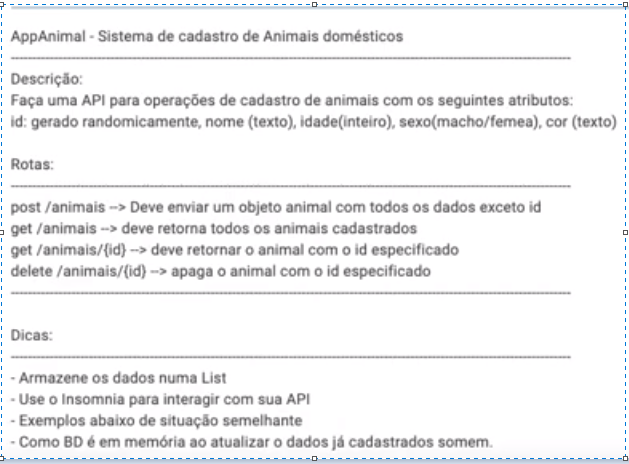 AppAnimal - Sistema de cadastro de Animais domésticos
--------------------------------------------------------------------------------
Descrição:
Faça uma API para operações de cadastro de animais com os seguintes atributos:
id: gerado randomicamente, nome (texto), idade(inteiro), sexo(macho/femea), cor (texto)
Rotas:
--------------------------------------------------------------------------------
post /animais --> Deve enviar um objeto animal com todos os dados exceto id
get /animais --> deve retorna todos os animais cadastrados
get /animais/{id} --> deve retornar o animal com o id especificado
delete /animais/{id} --> apaga o animal com o id especificado
--------------------------------------------------------------------------------
Dicas:
--------------------------------------------------------------------------------
- Armazene os dados numa List
- Use o Insomnia para interagir com sua API
- Exemplos abaixo de situação semelhante
- Como BD é em memória ao atualizar o dados já cadastrados somem.